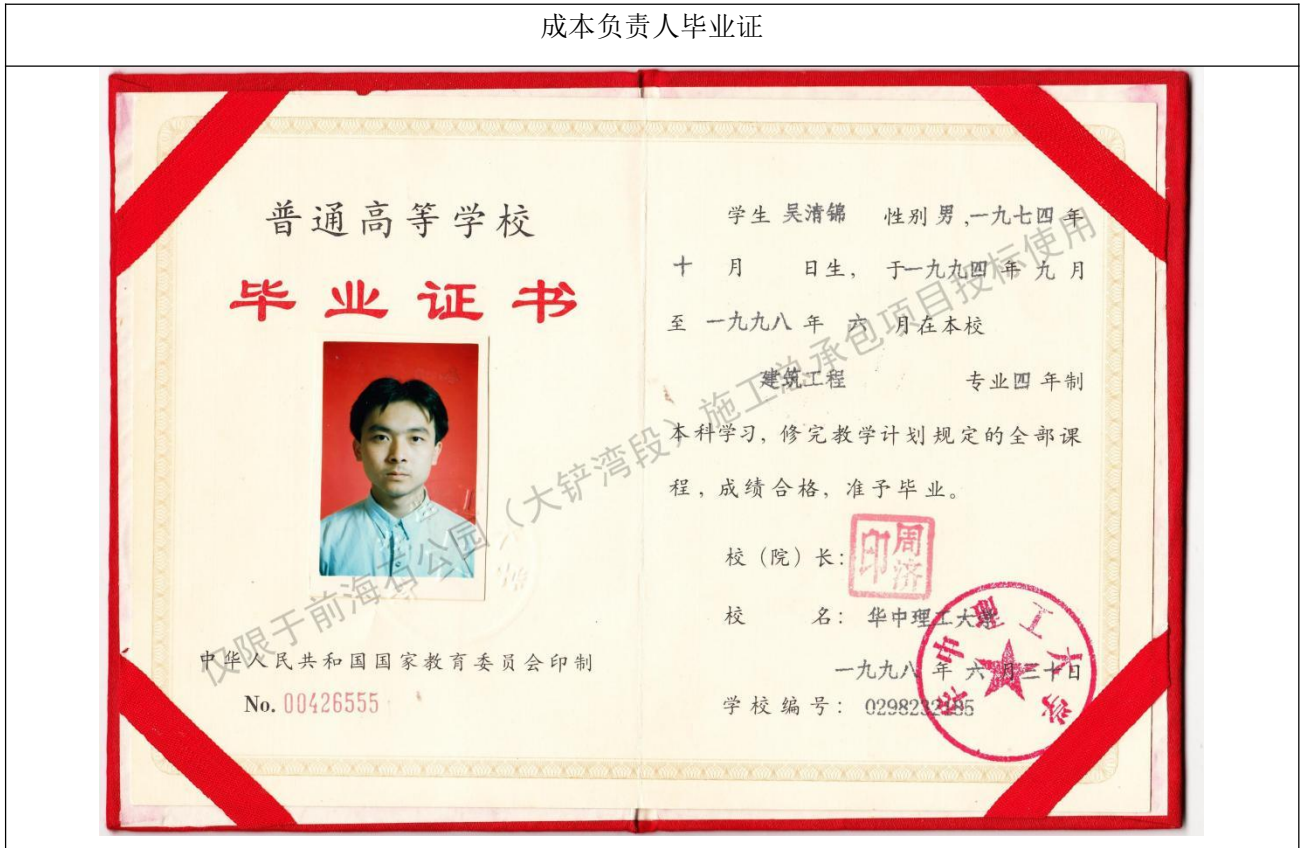 成本负责人毕业证
普通高等学校
毕业证书
中华人民共和国国家教育委员会印制
No. 00426555
学生 吴清锦 性别 男 ,一九七四 年
十 月 日生, 于一九九四 年 九 月
至 一九九八 年 六 月在本校
建筑工程 专业四 年制
本科学习, 修完教学计划规定的全部课
程, 成绩合格, 准予毕业。
校 (院) 长:
周济印
校 名: 华中理工大学
一九九八 年 六 月三十日
学校编号:
华中理工大学
仅限于前海石公园（大铲湾段）施工总承包项目投标使用